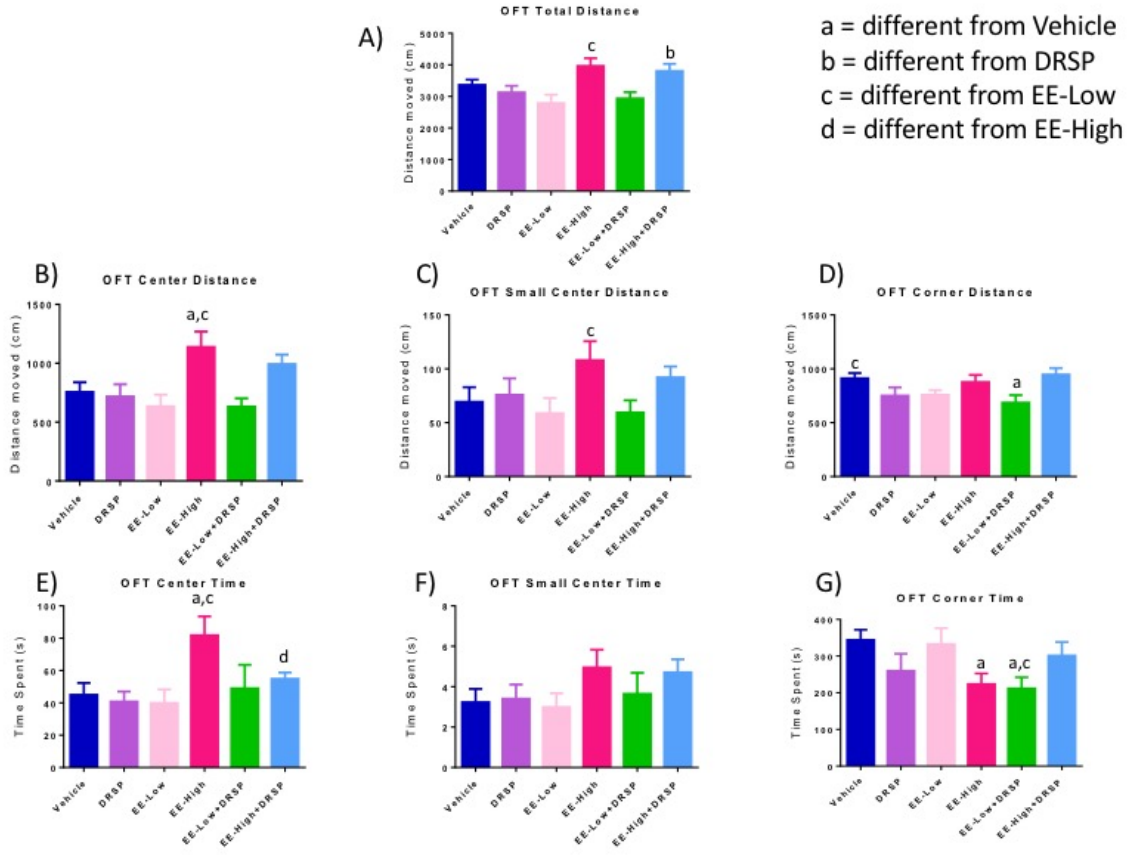 OFT Total Distance
A)
a = different from Vehicle
b = different from DRSP
c = different from EE-Low
d = different from EE-High
Distance moved (cm)
5000
4000
3000
2000
1000
0
c
b
Vehicle
DRSP
EE-Low
EE-High
EE-Low+DRSP
EE-High+DRSP
B)
OFT Center Distance
Distance moved (cm)
1500
1000
500
0
a,c
Vehicle
DRSP
EE-Low
EE-High
EE-Low+DRSP
EE-High+DRSP
C)
OFT Small Center Distance
Distance moved (cm)
150
100
50
0
c
Vehicle
DRSP
EE-Low
EE-High
EE-Low+DRSP
EE-High+DRSP
D)
OFT Corner Distance
Distance moved (cm)
1500
1000
500
0
c
a
Vehicle
DRSP
EE-Low
EE-High
EE-Low+DRSP
EE-High+DRSP
E)
OFT Center Time
Time Spent (s)
100
80
60
40
20
0
a,c
d
Vehicle
DRSP
EE-Low
EE-High
EE-Low+DRSP
EE-High+DRSP
F)
OFT Small Center Time
Time Spent (s)
8
6
4
2
0
Vehicle
DRSP
EE-Low
EE-High
EE-Low+DRSP
EE-High+DRSP
G)
OFT Corner Time
Time Spent (s)
400
300
200
100
0
a
a,c
Vehicle
DRSP
EE-Low
EE-High
EE-Low+DRSP
EE-High+DRSP